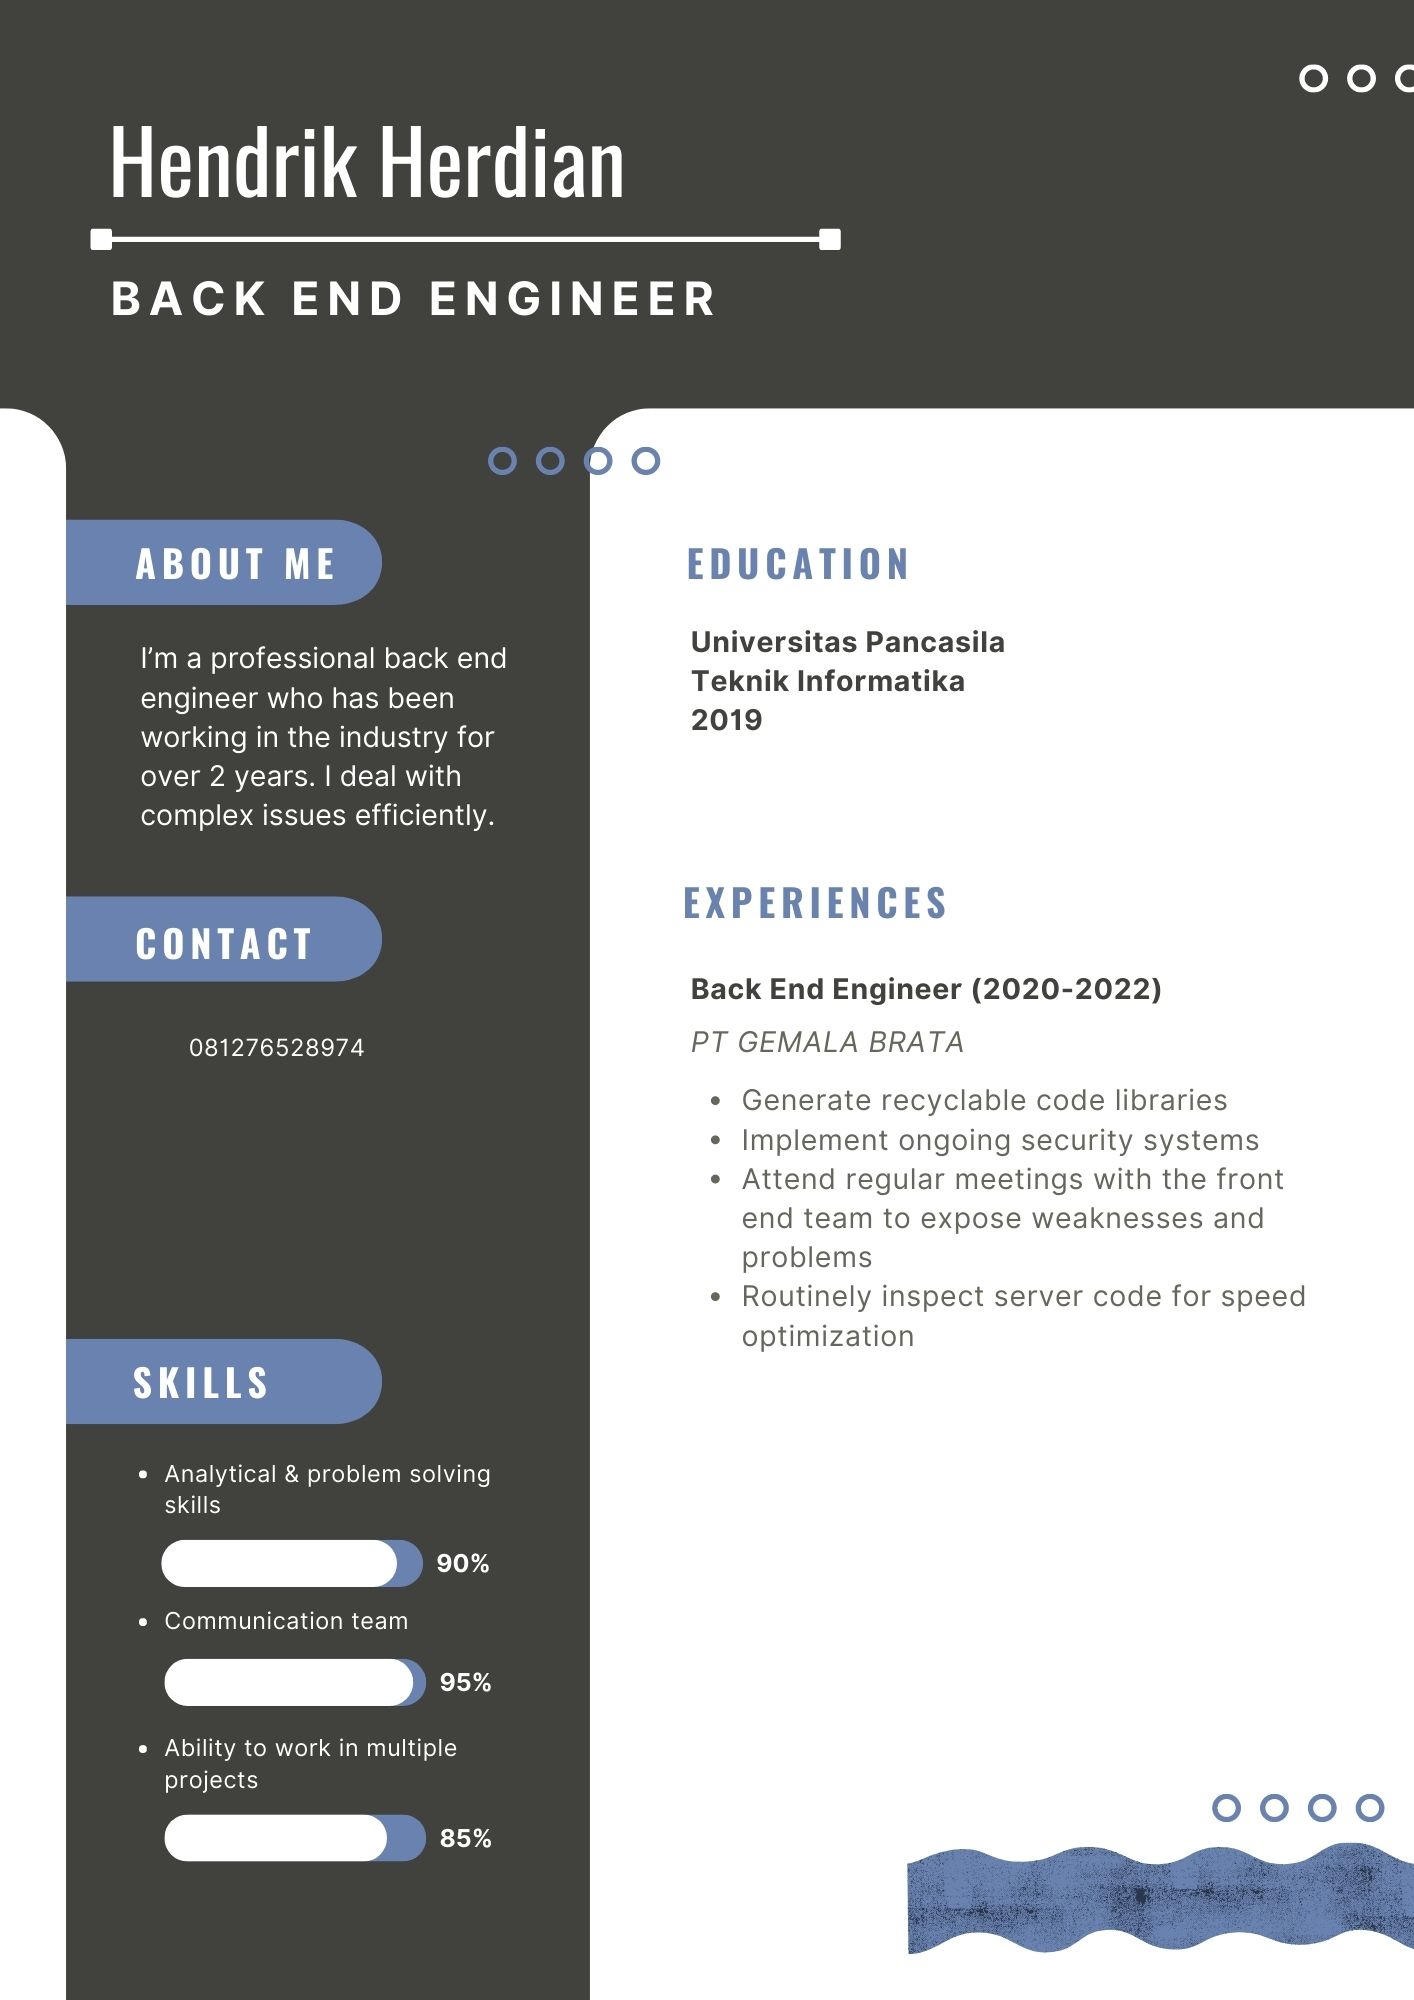 Hendrik Herdian
BACK END ENGINEER
ABOUT ME
I’m a professional back end
engineer who has been
working in the industry for
over 2 years. I deal with
complex issues efficiently.
CONTACT
081276528974
SKILLS
• Analytical & problem solving
skills
90%
• Communication team
95%
• Ability to work in multiple
projects
85%
EDUCATION
Universitas Pancasila
Teknik Informatika
2019
EXPERIENCES
Back End Engineer (2020-2022)
PT GEMALA BRATA
• Generate recyclable code libraries
• Implement ongoing security systems
• Attend regular meetings with the front
end team to expose weaknesses and
problems
• Routinely inspect server code for speed
optimization